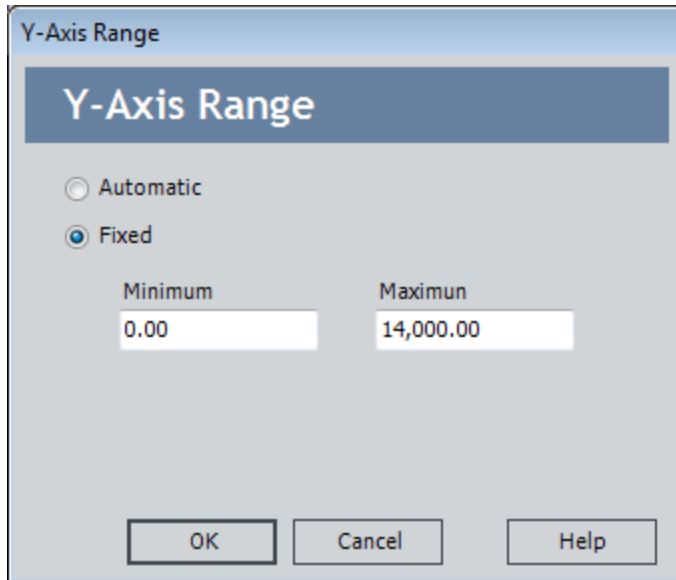 Y-Axis Range
Y-Axis Range
Automatic
Fixed
Minimum Maximun
0.00 14,000.00
OK Cancel Help